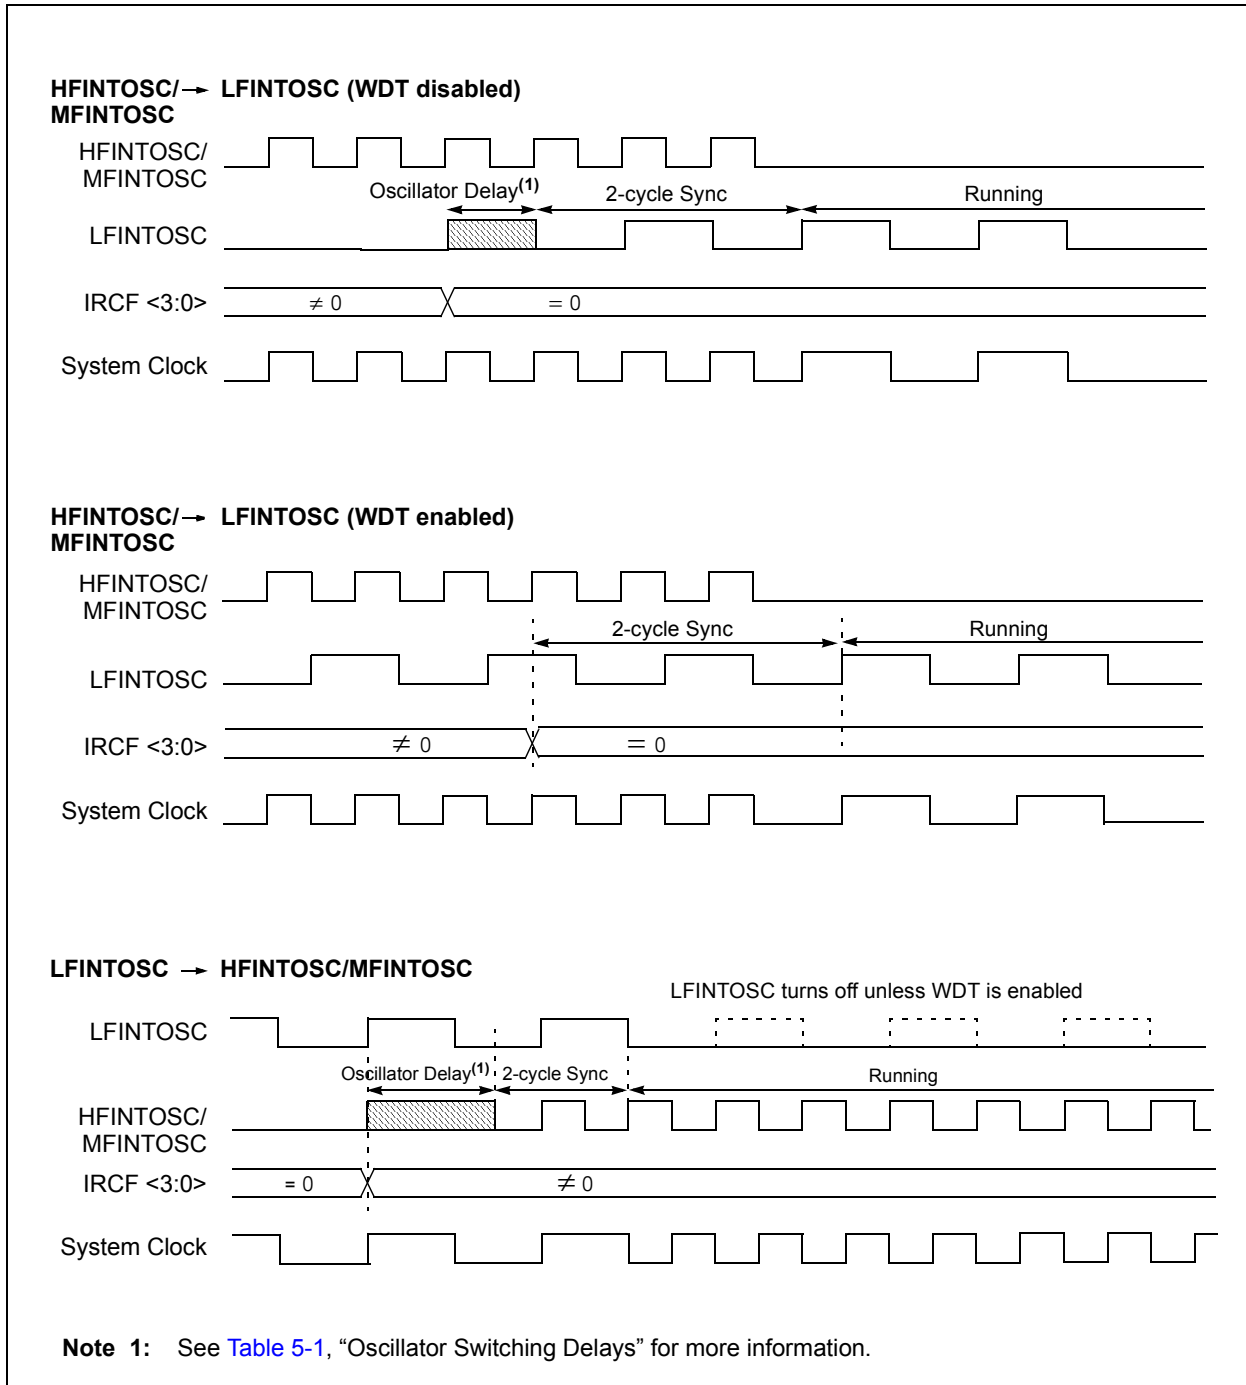 HFINTOSC/→ LFINTOSC (WDT disabled)
MFINTOSC
HFINTOSC/
MFINTOSC
Oscillator Delay(1) 2-cycle Sync Running
LFINTOSC
IRCF <3:0> ≠ 0 = 0
System Clock
HFINTOSC/→ LFINTOSC (WDT enabled)
MFINTOSC
HFINTOSC/
MFINTOSC
2-cycle Sync Running
LFINTOSC
IRCF <3:0> ≠ 0 = 0
System Clock
LFINTOSC → HFINTOSC/MFINTOSC
LFINTOSC turns off unless WDT is enabled
LFINTOSC
Oscillator Delay(1) 2-cycle Sync Running
HFINTOSC/
MFINTOSC
IRCF <3:0> = 0 ≠ 0
System Clock
Note 1: See Table 5-1, “Oscillator Switching Delays” for more information.